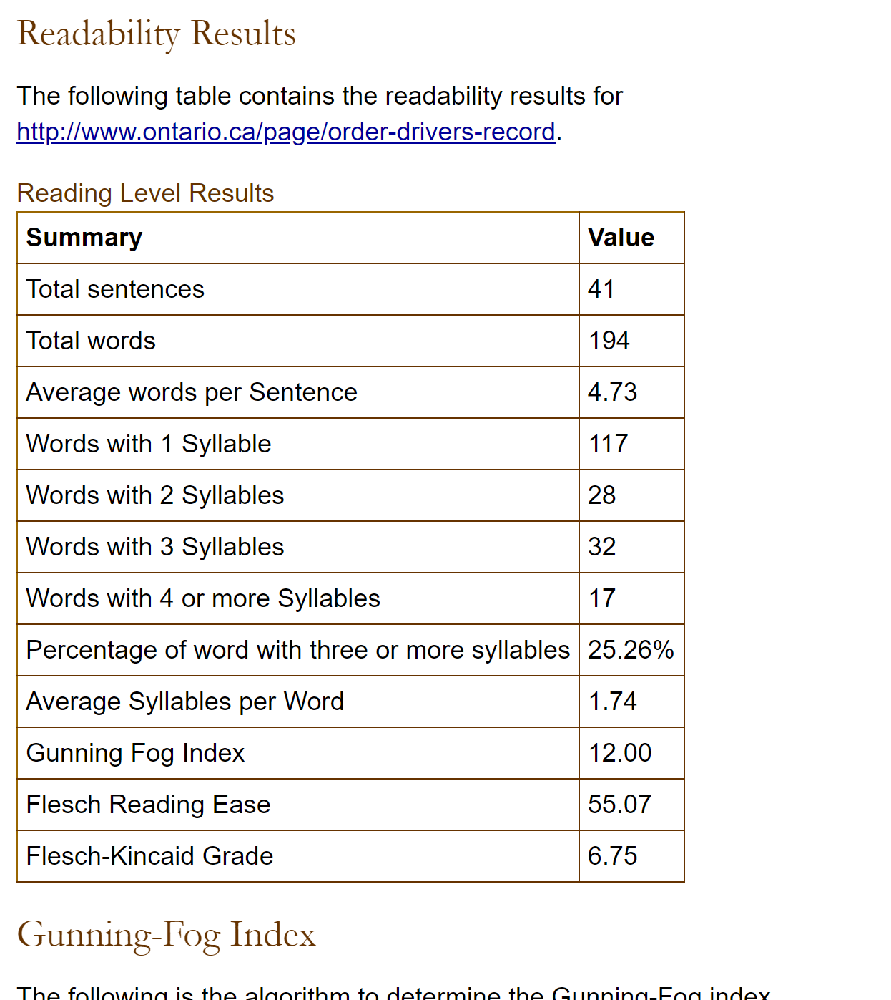 Readability Results
The following table contains the readability results for
http://www.ontario.ca/page/order-drivers-record.
Reading Level Results
Summary Value
Total sentences 41
Total words 194
Average words per Sentence 4.73
Words with 1 Syllable 117
Words with 2 Syllables 28
Words with 3 Syllables 32
Words with 4 or more Syllables 17
Percentage of word with three or more syllables 25.26%
Average Syllables per Word 1.74
Gunning Fog Index 12.00
Flesch Reading Ease 55.07
Flesch-Kincaid Grade 6.75
Gunning-Fog Index
The following is the algorithm to determine the Gunning-Fog index